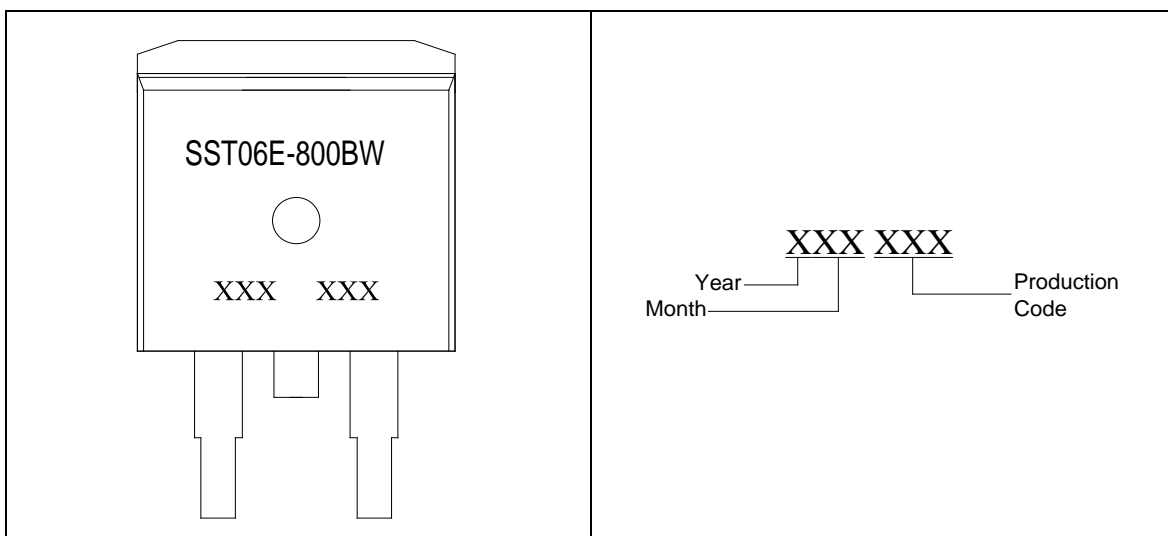 SST06E-800BW
XXX XXX
XXX XXX
Year
Month
Production
Code